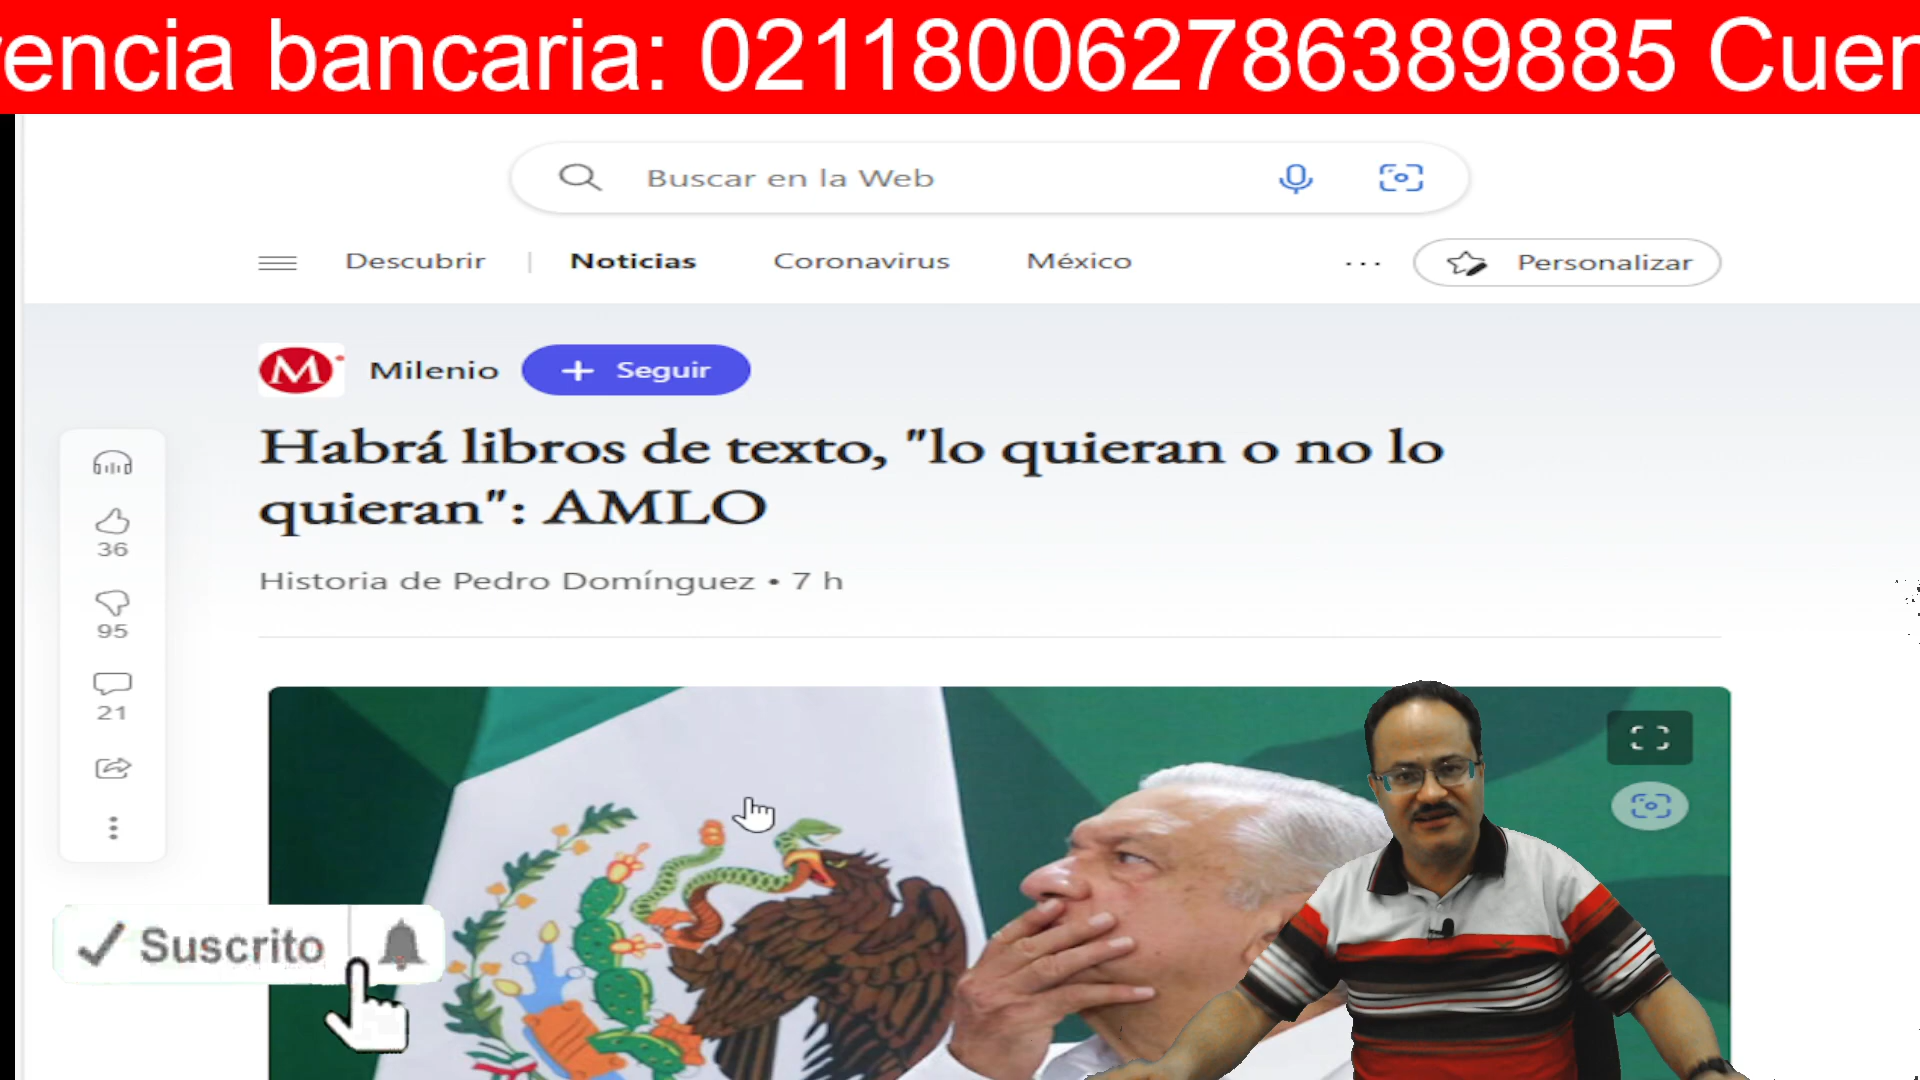 encia bancaria: 021180062786389885 Cuen
Buscar en la Web
Descubrir | Noticias Coronavirus México ... Personalizar
M Milenio + Seguir
Habrá libros de texto, "lo quieran o no lo
quieran": AMLO
Historia de Pedro Domínguez • 7 h
36
95
21
Suscrito